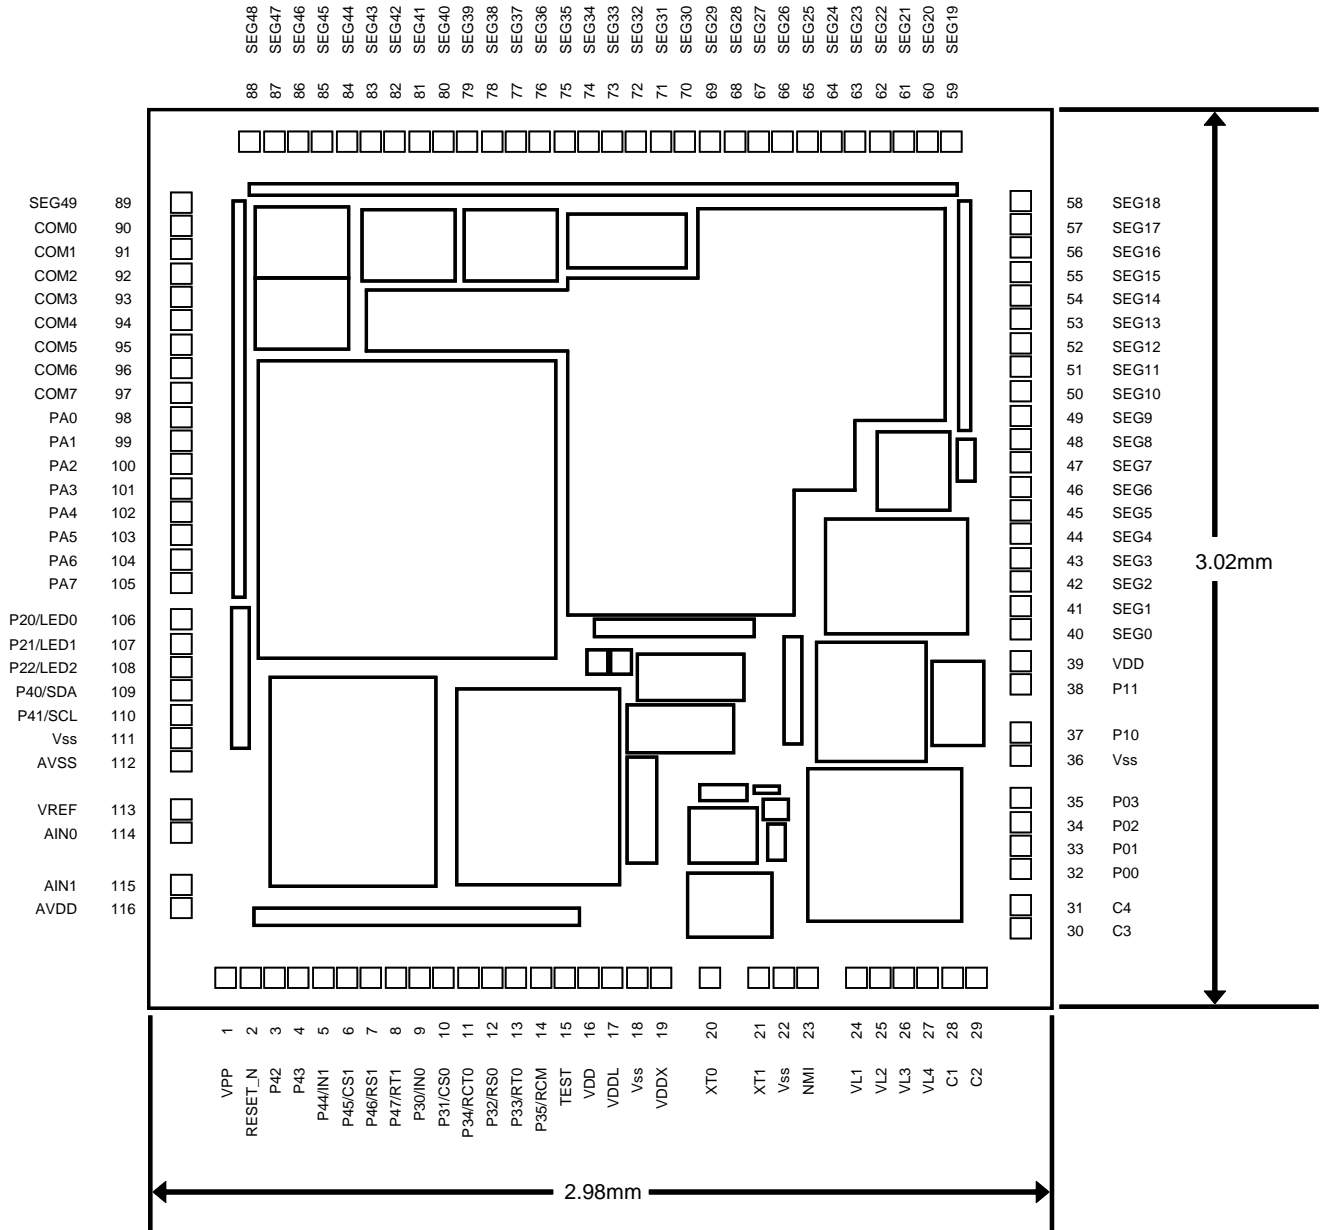 SEG48 SEG47 SEG46 SEG45 SEG44 SEG43 SEG42 SEG41 SEG40 SEG39 SEG38 SEG37 SEG36 SEG35 SEG34 SEG33 SEG32 SEG31 SEG30 SEG29 SEG28 SEG27 SEG26 SEG25 SEG24 SEG23 SEG22 SEG21 SEG20 SEG19
88 87 86 85 84 83 82 81 80 79 78 77 76 75 74 73 72 71 70 69 68 67 66 65 64 63 62 61 60 59
SEG49 89
COM0 90
COM1 91
COM2 92
COM3 93
COM4 94
COM5 95
COM6 96
COM7 97
PA0 98
PA1 99
PA2 100
PA3 101
PA4 102
PA5 103
PA6 104
PA7 105
P20/LED0 106
P21/LED1 107
P22/LED2 108
P40/SDA 109
P41/SCL 110
Vss 111
AVSS 112
VREF 113
AIN0 114
AIN1 115
AVDD 116
58 SEG18
57 SEG17
56 SEG16
55 SEG15
54 SEG14
53 SEG13
52 SEG12
51 SEG11
50 SEG10
49 SEG9
48 SEG8
47 SEG7
46 SEG6
45 SEG5
44 SEG4
43 SEG3
42 SEG2
41 SEG1
40 SEG0
39 VDD
38 P11
37 P10
36 Vss
35 P03
34 P02
33 P01
32 P00
31 C4
30 C3
3.02mm
1 2 3 4 5 6 7 8 9 10 11 12 13 14 15 16 17 18 19 20 21 22 23 24 25 26 27 28 29
VPP RESET_N P42 P43 P44/IN1 P45/CS1 P46/RS1 P47/RT1 P30/IN0 P31/CS0 P34/RCT0 P32/RS0 P33/RT0 P35/RCM TEST VDD VDDL Vss VDDX XT0 XT1 Vss NMI VL1 VL2 VL3 VL4 C1 C2
2.98mm